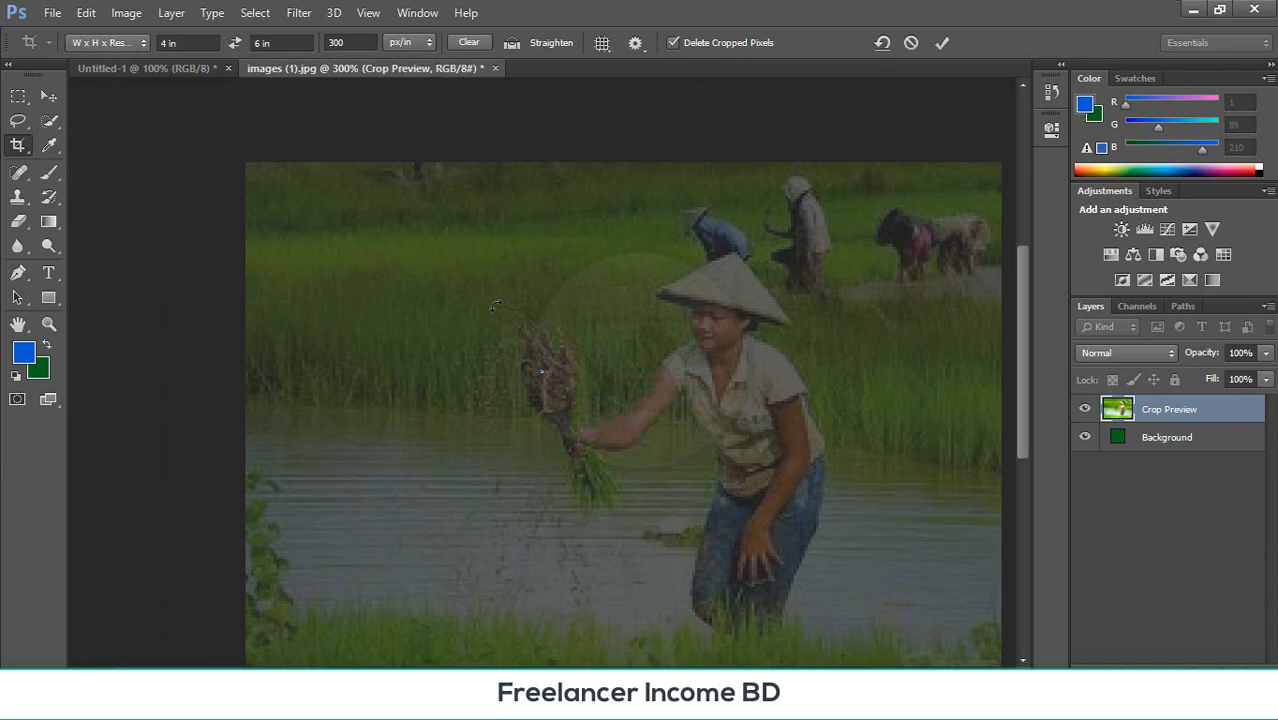 Ps File Edit Image Layer Type Select Filter 3D View Window Help
W x H x Res... 4 in 6 in 300 px/in Clear Straighten Delete Cropped Pixels Essentials
Untitled-1 @ 100% (RGB/8) * × images (1).jpg @ 300% (Crop Preview, RGB/8#) * ×
Color Swatches
R 1
G 89
B 210
Adjustments Styles
Add an adjustment
Layers Channels Paths
Kind
Normal Opacity: 100%
Lock: Fill: 100%
Crop Preview
Background
Freelancer Income BD